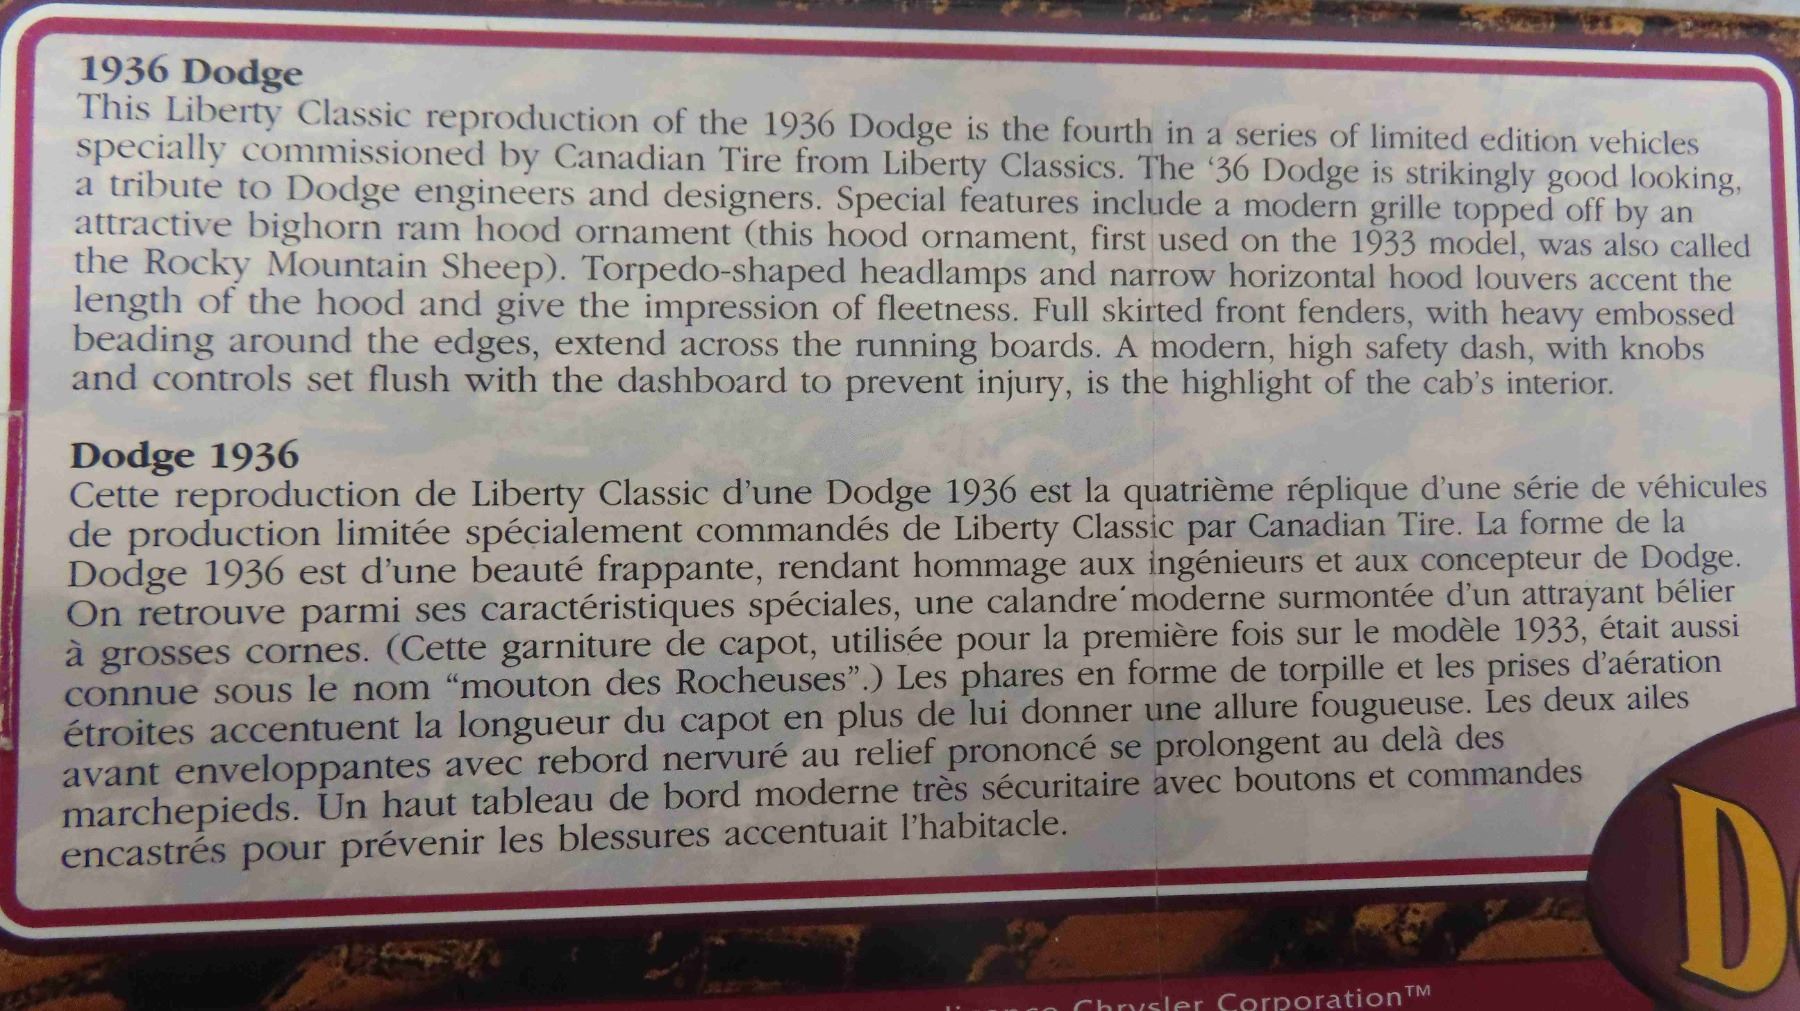 1936 Dodge
This Liberty Classic reproduction of the 1936 Dodge is the fourth in a series of limited edition vehicles
specially commissioned by Canadian Tire from Liberty Classics. The ‘36 Dodge is strikingly good looking,
a tribute to Dodge engineers and designers. Special features include a modern grille topped off by an
attractive bighorn ram hood ornament (this hood ornament, first used on the 1933 model, was also called
the Rocky Mountain Sheep). Torpedo-shaped headlamps and narrow horizontal hood louvers accent the
length of the hood and give the impression of fleetness. Full skirted front fenders, with heavy embossed
beading around the edges, extend across the running boards. A modern, high safety dash, with knobs
and controls set flush with the dashboard to prevent injury, is the highlight of the cab's interior.
Dodge 1936
Cette reproduction de Liberty Classic d'une Dodge 1936 est la quatrième réplique d'une série de véhicules
de production limitée spécialement commandés de Liberty Classic par Canadian Tire. La forme de la
Dodge 1936 est d'une beauté frappante, rendant hommage aux ingénieurs et aux concepteur de Dodge.
On retrouve parmi ses caractéristiques spéciales, une calandre moderne surmontée d'un attrayant bélier
à grosses cornes. (Cette garniture de capot, utilisée pour la première fois sur le modèle 1933, était aussi
connue sous le nom “mouton des Rocheuses”.) Les phares en forme de torpille et les prises d'aération
étroites accentuent la longueur du capot en plus de lui donner une allure fougueuse. Les deux ailes
avant enveloppantes avec rebord nervuré au relief prononcé se prolongent au delà des
marchepieds. Un haut tableau de bord moderne très sécuritaire avec boutons et commandes
encastrés pour prévenir les blessures accentuait l'habitacle.
D
Chrysler Corporation™